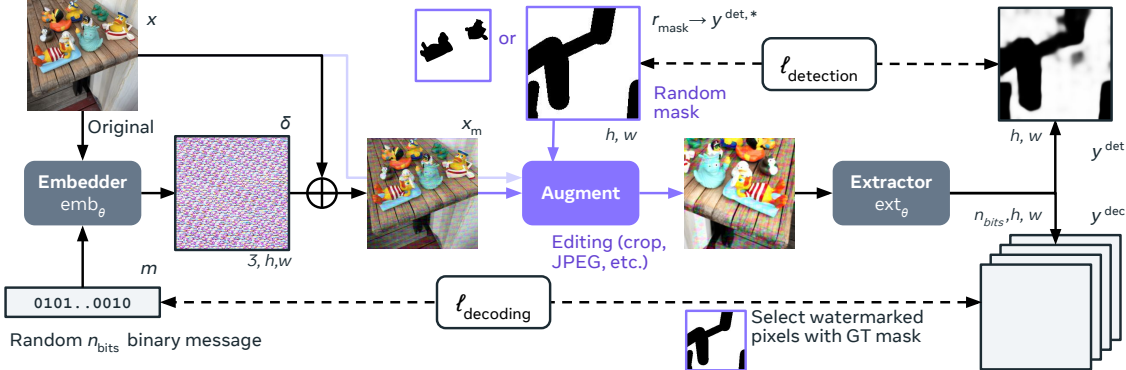 x
Original
Embedder
emb_θ
δ
3, h,w
m
0101..0010
Random n_bits binary message
x_m
or
Random
mask
h, w
r_mask → y^det,*
ℓ_detection
Augment
Editing (crop,
JPEG, etc.)
Extractor
ext_θ
h, w
y^det
n_bits,h, w
y^dec
ℓ_decoding
Select watermarked
pixels with GT mask